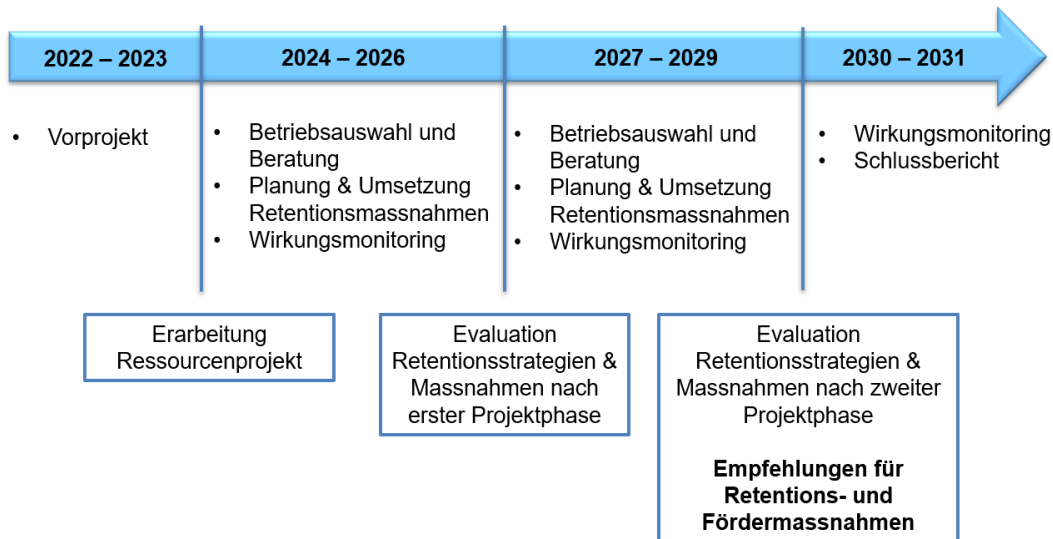 2022 – 2023
2024 – 2026
2027 – 2029
2030 – 2031
• Vorprojekt
• Betriebsauswahl und
Beratung
• Planung & Umsetzung
Retentionsmassnahmen
• Wirkungsmonitoring
• Betriebsauswahl und
Beratung
• Planung & Umsetzung
Retentionsmassnahmen
• Wirkungsmonitoring
• Wirkungsmonitoring
• Schlussbericht
Erarbeitung
Ressourcenprojekt
Evaluation
Retentionsstrategien &
Massnahmen nach
erster Projektphase
Evaluation
Retentionsstrategien &
Massnahmen nach zweiter
Projektphase
Empfehlungen für
Retentions- und
Fördermassnahmen